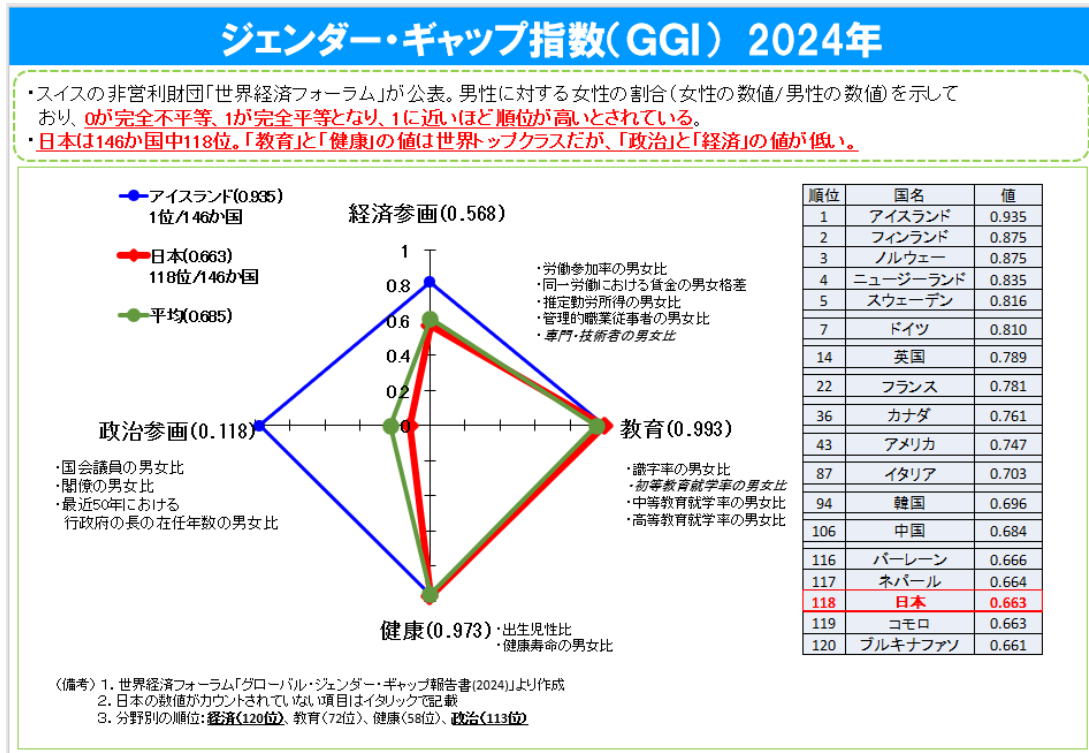 ジェンダー・ギャップ指数(GGI) 2024年
・スイスの非営利財団「世界経済フォーラム」が公表。男性に対する女性の割合(女性の数値/男性の数値)を示して
おり、0が完全不平等、1が完全平等となり、1に近いほど順位が高いとされている。
・日本は146か国中118位。「教育」と「健康」の値は世界トップクラスだが、「政治」と「経済」の値が低い。
アイスランド(0.935)
1位/146か国
日本(0.663)
118位/146か国
平均(0.685)
経済参画(0.568)
・労働参加率の男女比
・同一労働における賃金の男女格差
・推定勤労所得の男女比
・管理的職業従事者の男女比
・専門・技術者の男女比
1
0.8
0.6
0.4
0.2
0
政治参画(0.118)
・国会議員の男女比
・閣僚の男女比
・最近50年における
行政府の長の在任年数の男女比
教育(0.993)
・識字率の男女比
・初等教育就学率の男女比
・中等教育就学率の男女比
・高等教育就学率の男女比
健康(0.973)
・出生児性比
・健康寿命の男女比
順位 国名 値
1 アイスランド 0.935
2 フィンランド 0.875
3 ノルウェー 0.875
4 ニュージーランド 0.835
5 スウェーデン 0.816
7 ドイツ 0.810
14 英国 0.789
22 フランス 0.781
36 カナダ 0.761
43 アメリカ 0.747
87 イタリア 0.703
94 韓国 0.696
106 中国 0.684
116 バーレーン 0.666
117 ネパール 0.664
118 日本 0.663
119 コモロ 0.663
120 ブルキナファソ 0.661
(備考) 1. 世界経済フォーラム「グローバル・ジェンダー・ギャップ報告書(2024)」より作成
2. 日本の数値がカウントされていない項目はイタリックで記載
3. 分野別の順位:経済(120位)、教育(72位)、健康(58位)、政治(113位)